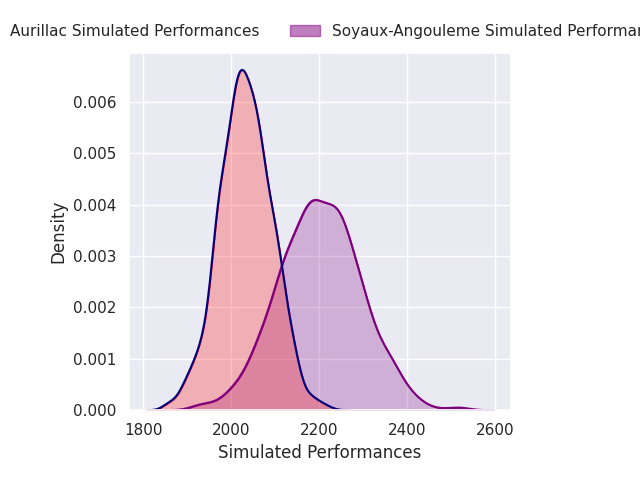 Aurillac Simulated Performances
Soyaux-Angouleme Simulated
0.006
0.005
0.004
0.003
0.002
0.001
0.000
Density
1800 2000 2200 2400 2600
Simulated Performances